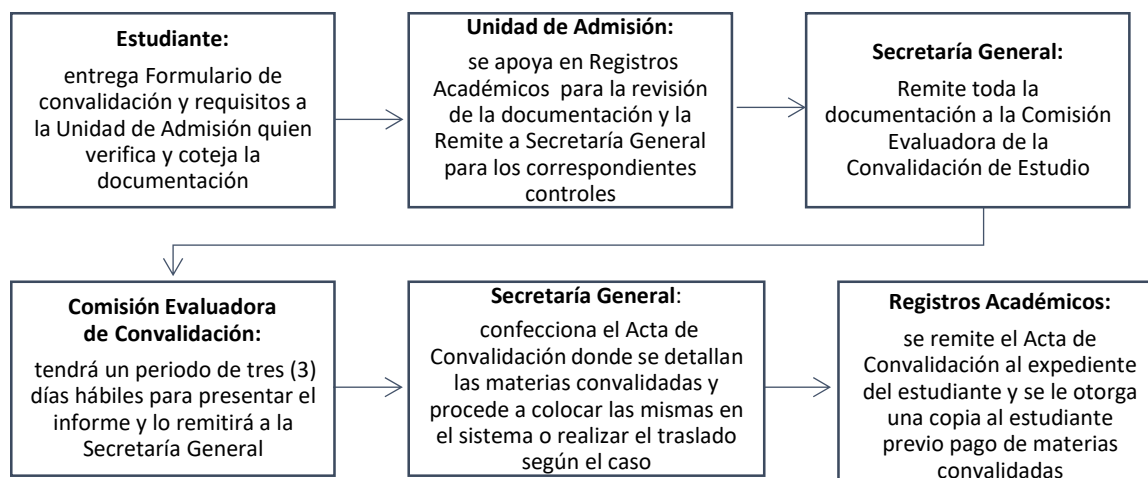 Estudiante:
entrega Formulario de
convalidación y requisitos a
la Unidad de Admisión quien
verifica y coteja la
documentación
Unidad de Admisión:
se apoya en Registros
Académicos para la revisión
de la documentación y la
Remite a Secretaría General
para los correspondientes
controles
Secretaría General:
Remite toda la
documentación a la Comisión
Evaluadora de la
Convalidación de Estudio
Comisión Evaluadora
de Convalidación:
tendrá un periodo de tres (3)
días hábiles para presentar el
informe y lo remitirá a la
Secretaría General
Secretaría General:
confecciona el Acta de
Convalidación donde se detallan
las materias convalidadas y
procede a colocar las mismas en
el sistema o realizar el traslado
según el caso
Registros Académicos:
se remite el Acta de
Convalidación al expediente
del estudiante y se le otorga
una copia al estudiante
previo pago de materias
convalidadas